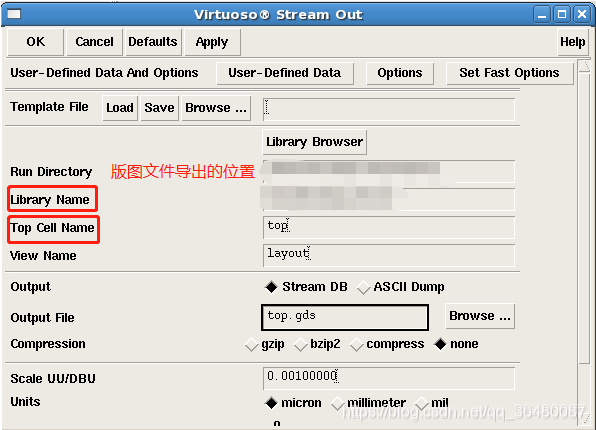 Virtuoso® Stream Out
OK Cancel Defaults Apply Help
User-Defined Data And Options User-Defined Data Options Set Fast Options
Template File Load Save Browse ...
Library Browser
Run Directory 版图文件导出的位置
Library Name
Top Cell Name top
View Name layout
Output Stream DB ASCII Dump
Output File top.gds Browse ...
Compression gzip bzip2 compress none
Scale UU/DBU 0.00100000
Units micron millimeter mil
https://blog.csdn.net/qq_36480087